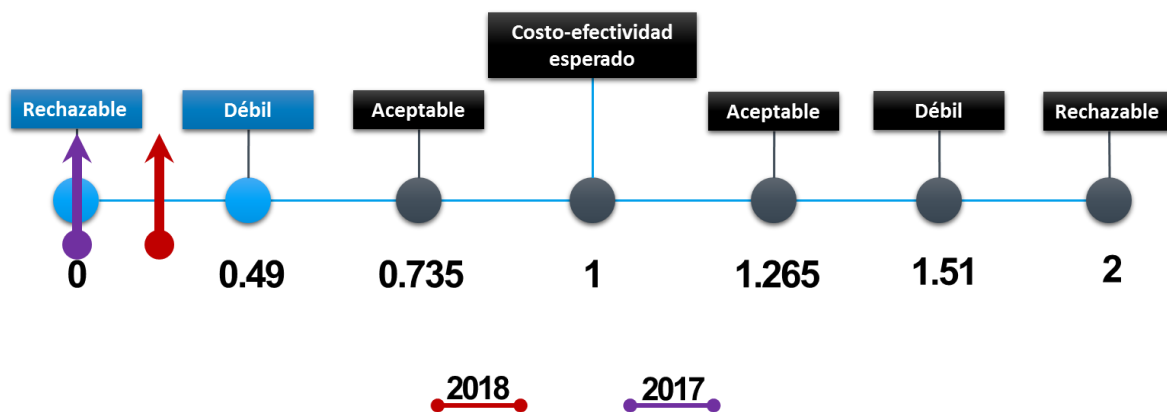 Costo-efectividad
esperado
Rechazable
Débil
Aceptable
Aceptable
Débil
Rechazable
0
0.49
0.735
1
1.265
1.51
2
2018
2017